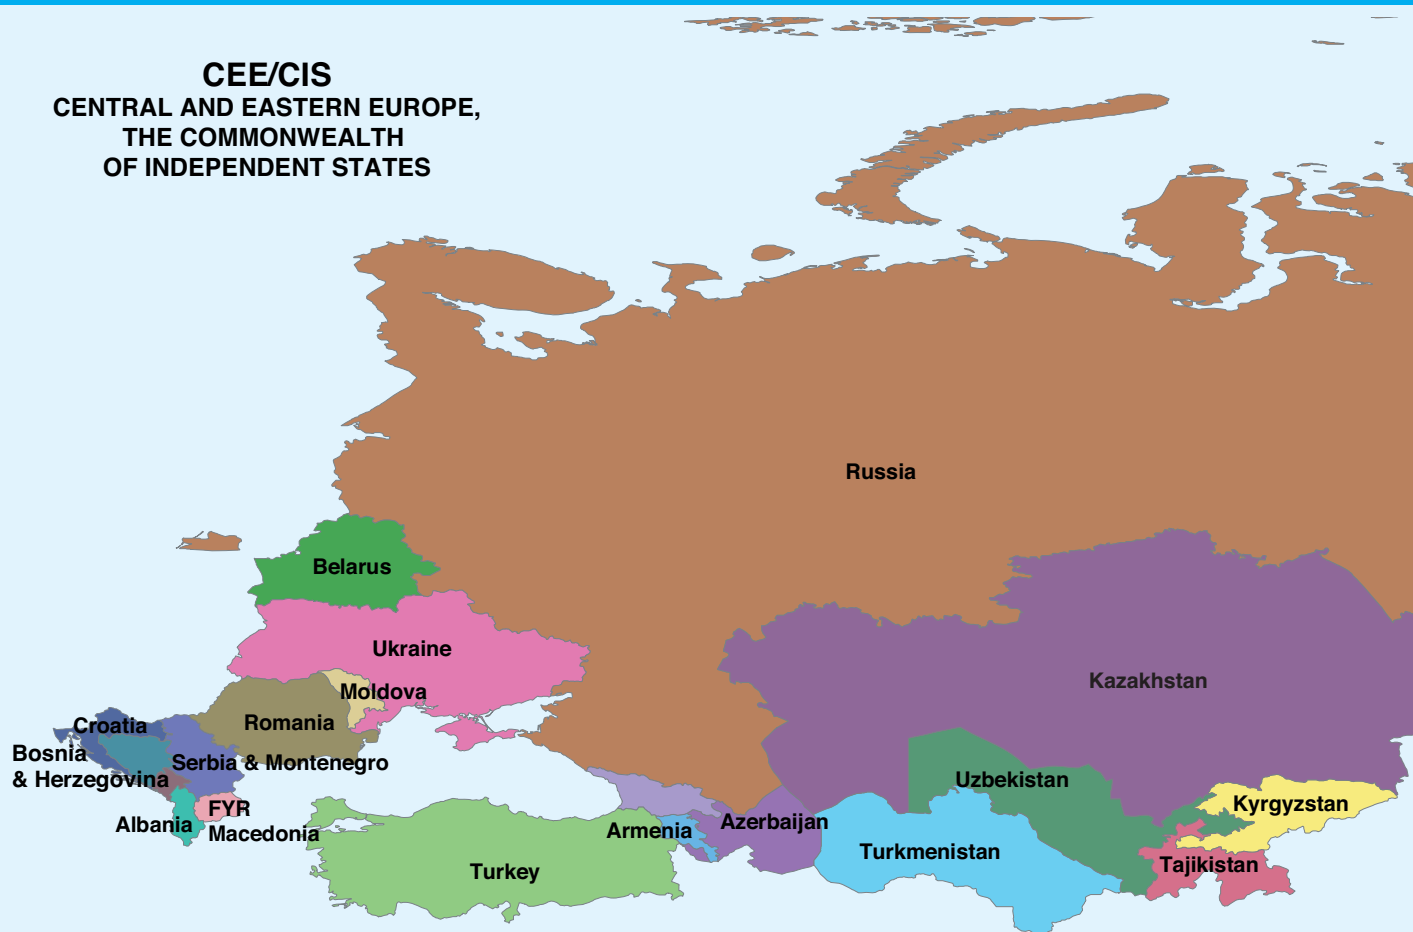 CEE/CIS
CENTRAL AND EASTERN EUROPE,
THE COMMONWEALTH
OF INDEPENDENT STATES
Russia
Belarus
Ukraine
Kazakhstan
Moldova
Romania
Croatia
Bosnia
& Herzegovina
Serbia & Montenegro
Uzbekistan
Kyrgyzstan
FYR
Macedonia
Albania
Armenia
Azerbaijan
Turkmenistan
Tajikistan
Turkey